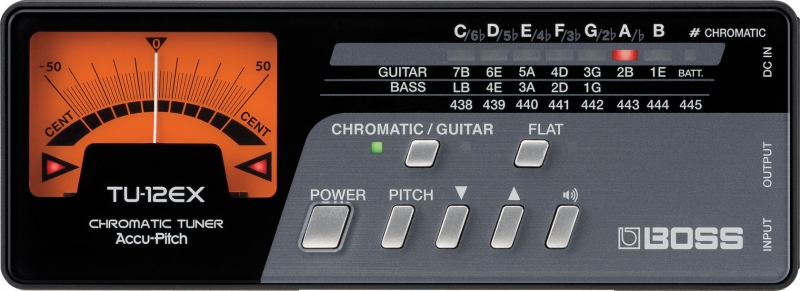 0
-50 50
CENT CENT
TU-12EX
CHROMATIC TUNER
Accu-Pitch
C/6♭ D/5♭ E/4♭ F/3♭ G/2♭ A/♭ B # CHROMATIC
GUITAR 7B 6E 5A 4D 3G 2B 1E BATT.
BASS LB 4E 3A 2D 1G
438 439 440 441 442 443 444 445
CHROMATIC / GUITAR FLAT
POWER PITCH ▼ ▲
BOSS
DC IN
OUTPUT
INPUT